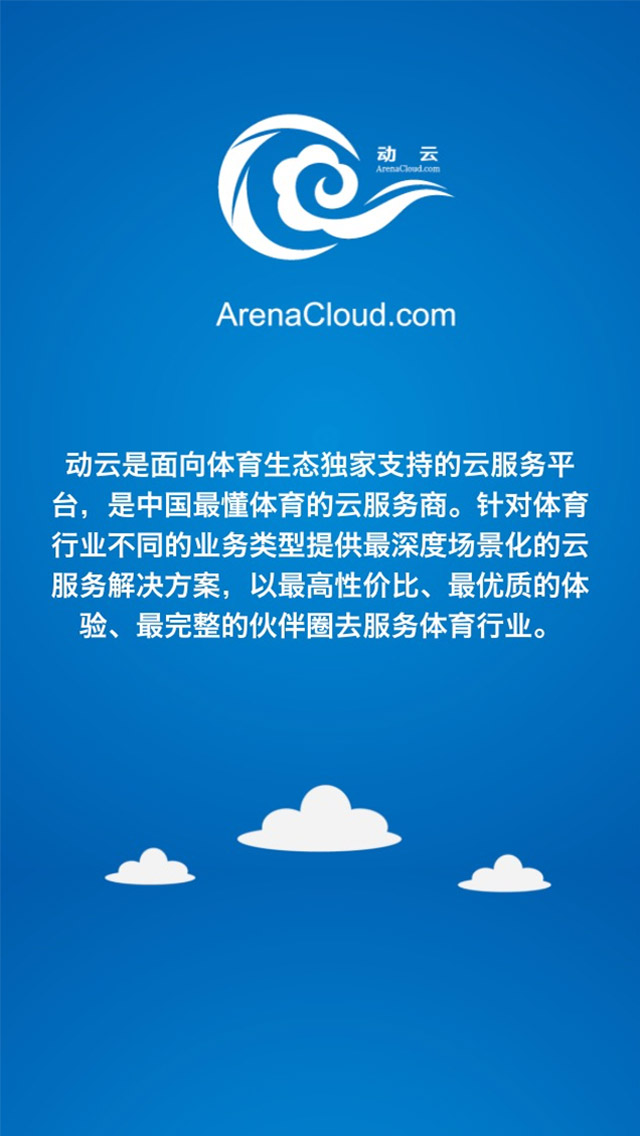 动 云
ArenaCloud.com
ArenaCloud.com
动云是面向体育生态独家支持的云服务平
台，是中国最懂体育的云服务商。针对体育
行业不同的业务类型提供最深度场景化的云
服务解决方案，以最高性价比、最优质的体
验、最完整的伙伴圈去服务体育行业。